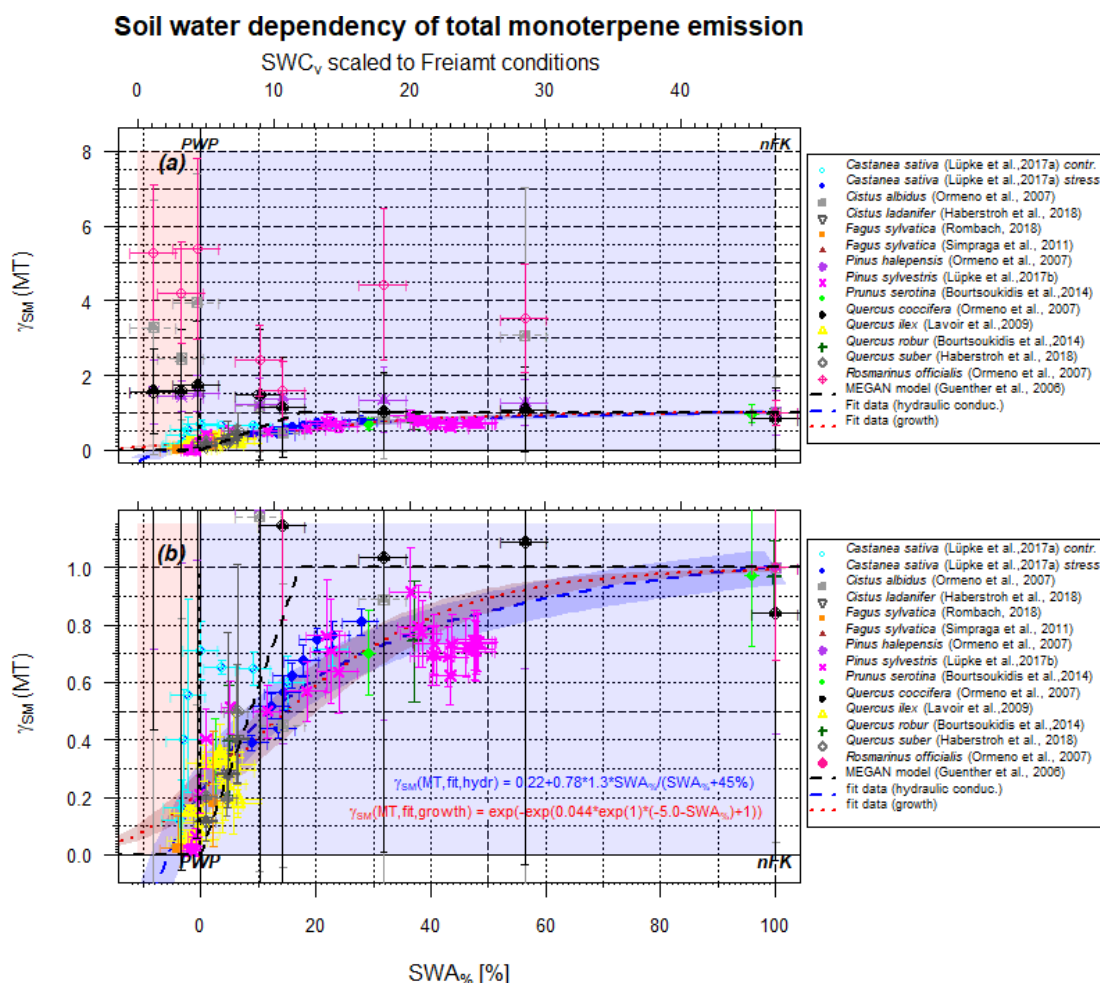 Soil water dependency of total monoterpene emission
SWCv scaled to Freiamt conditions
0 10 20 30 40
PWP nFK
(a)
8
6
4
2
0
γSM (MT)
Castanea sativa (Lüpke et al.,2017a) contr.
Castanea sativa (Lüpke et al.,2017a) stress
Cistus albidus (Ormeno et al., 2007)
Cistus ladanifer (Haberstroh et al., 2018)
Fagus sylvatica (Rombach, 2018)
Fagus sylvatica (Simpraga et al., 2011)
Pinus halepensis (Ormeno et al., 2007)
Pinus sylvestris (Lüpke et al.,2017b)
Prunus serotina (Bourtsoukidis et al.,2014)
Quercus coccifera (Ormeno et al., 2007)
Quercus ilex (Lavoir et al.,2009)
Quercus robur (Bourtsoukidis et al.,2014)
Quercus suber (Haberstroh et al., 2018)
Rosmarinus officialis (Ormeno et al., 2007)
MEGAN model (Guenther et al., 2006)
Fit data (hydraulic conduc.)
Fit data (growth)
(b)
1.0
0.8
0.6
0.4
0.2
0.0
γSM (MT)
γSM(MT,fit,hydr) = 0.22+0.78*1.3*SWA%/(SWA%+45%)
γSM(MT,fit,growth) = exp(-exp(0.044*exp(1)*(-5.0-SWA%)+1))
PWP nFK
0 20 40 60 80 100
SWA% [%]
Castanea sativa (Lüpke et al.,2017a) contr.
Castanea sativa (Lüpke et al.,2017a) stress
Cistus albidus (Ormeno et al., 2007)
Cistus ladanifer (Haberstroh et al., 2018)
Fagus sylvatica (Rombach, 2018)
Fagus sylvatica (Simpraga et al., 2011)
Pinus halepensis (Ormeno et al., 2007)
Pinus sylvestris (Lüpke et al.,2017b)
Prunus serotina (Bourtsoukidis et al.,2014)
Quercus coccifera (Ormeno et al., 2007)
Quercus ilex (Lavoir et al.,2009)
Quercus robur (Bourtsoukidis et al.,2014)
Quercus suber (Haberstroh et al., 2018)
Rosmarinus officialis (Ormeno et al., 2007)
MEGAN model (Guenther et al., 2006)
fit data (hydraulic conduc.)
fit data (growth)